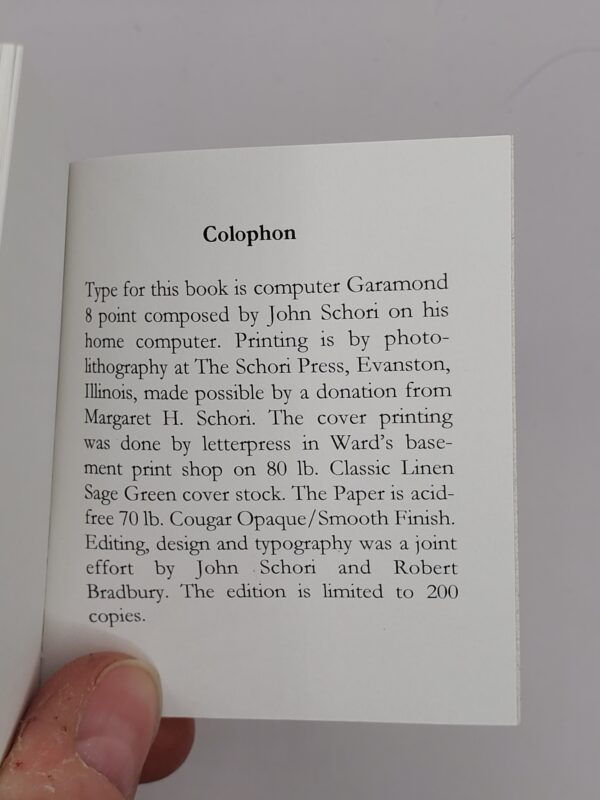 Colophon
Type for this book is computer Garamond
8 point composed by John Schori on his
home computer. Printing is by photo-
lithography at The Schori Press, Evanston,
Illinois, made possible by a donation from
Margaret H. Schori. The cover printing
was done by letterpress in Ward's base-
ment print shop on 80 lb. Classic Linen
Sage Green cover stock. The Paper is acid-
free 70 lb. Cougar Opaque/Smooth Finish.
Editing, design and typography was a joint
effort by John Schori and Robert
Bradbury. The edition is limited to 200
copies.